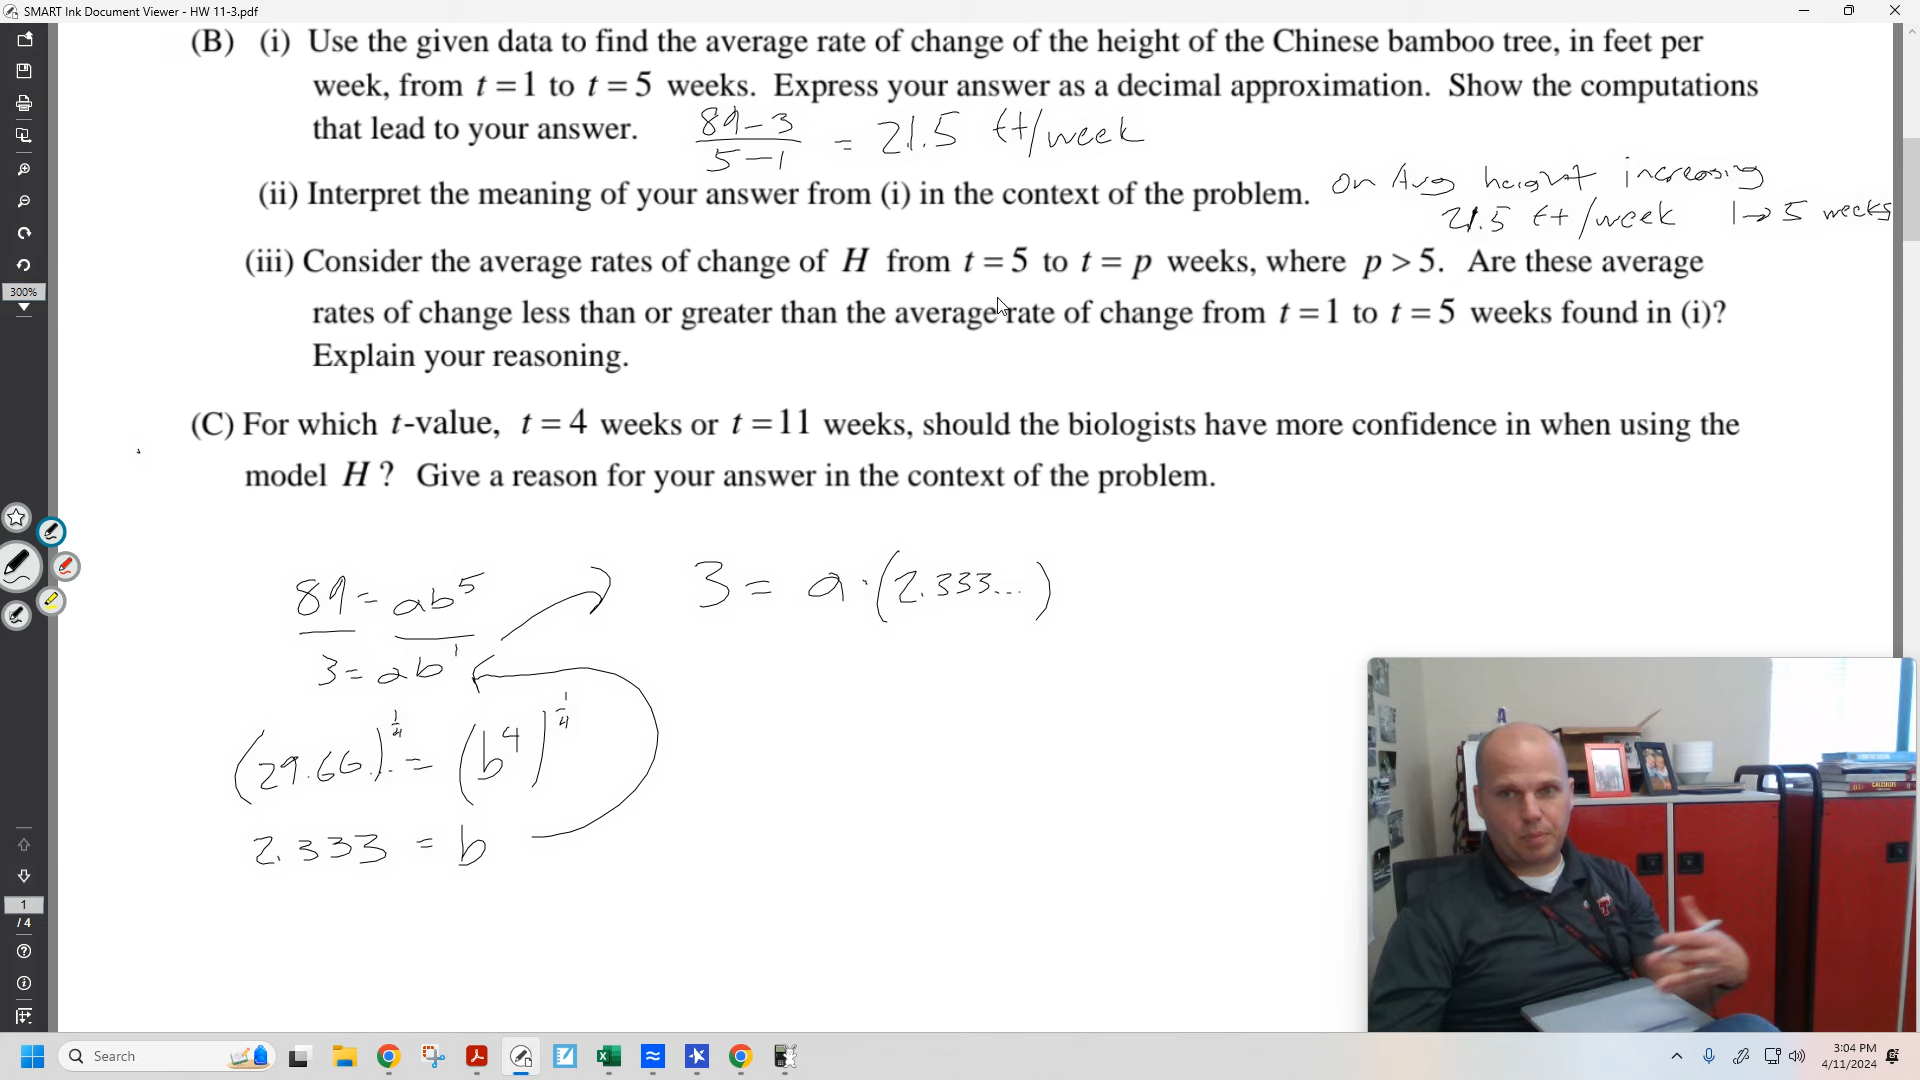 SMART Ink Document Viewer - HW 11-3.pdf
(B) (i) Use the given data to find the average rate of change of the height of the Chinese bamboo tree, in feet per
week, from t = 1 to t = 5 weeks. Express your answer as a decimal approximation. Show the computations
that lead to your answer.
89-3
5-1
= 21.5 ft/week
(ii) Interpret the meaning of your answer from (i) in the context of the problem.
on Avg height increasing
21.5 ft/week 1→5 weeks
(iii) Consider the average rates of change of H from t = 5 to t = p weeks, where p > 5. Are these average
rates of change less than or greater than the average rate of change from t = 1 to t = 5 weeks found in (i)?
Explain your reasoning.
(C) For which t-value, t = 4 weeks or t = 11 weeks, should the biologists have more confidence in when using the
model H ? Give a reason for your answer in the context of the problem.
89 = ab^5
3 = ab^1
(29.66...)^1/4 = (b^4)^1/4
2.333 = b
3 = a·(2.333...)
300%
1
/ 4
CALCULUS
Search
3:04 PM
4/11/2024